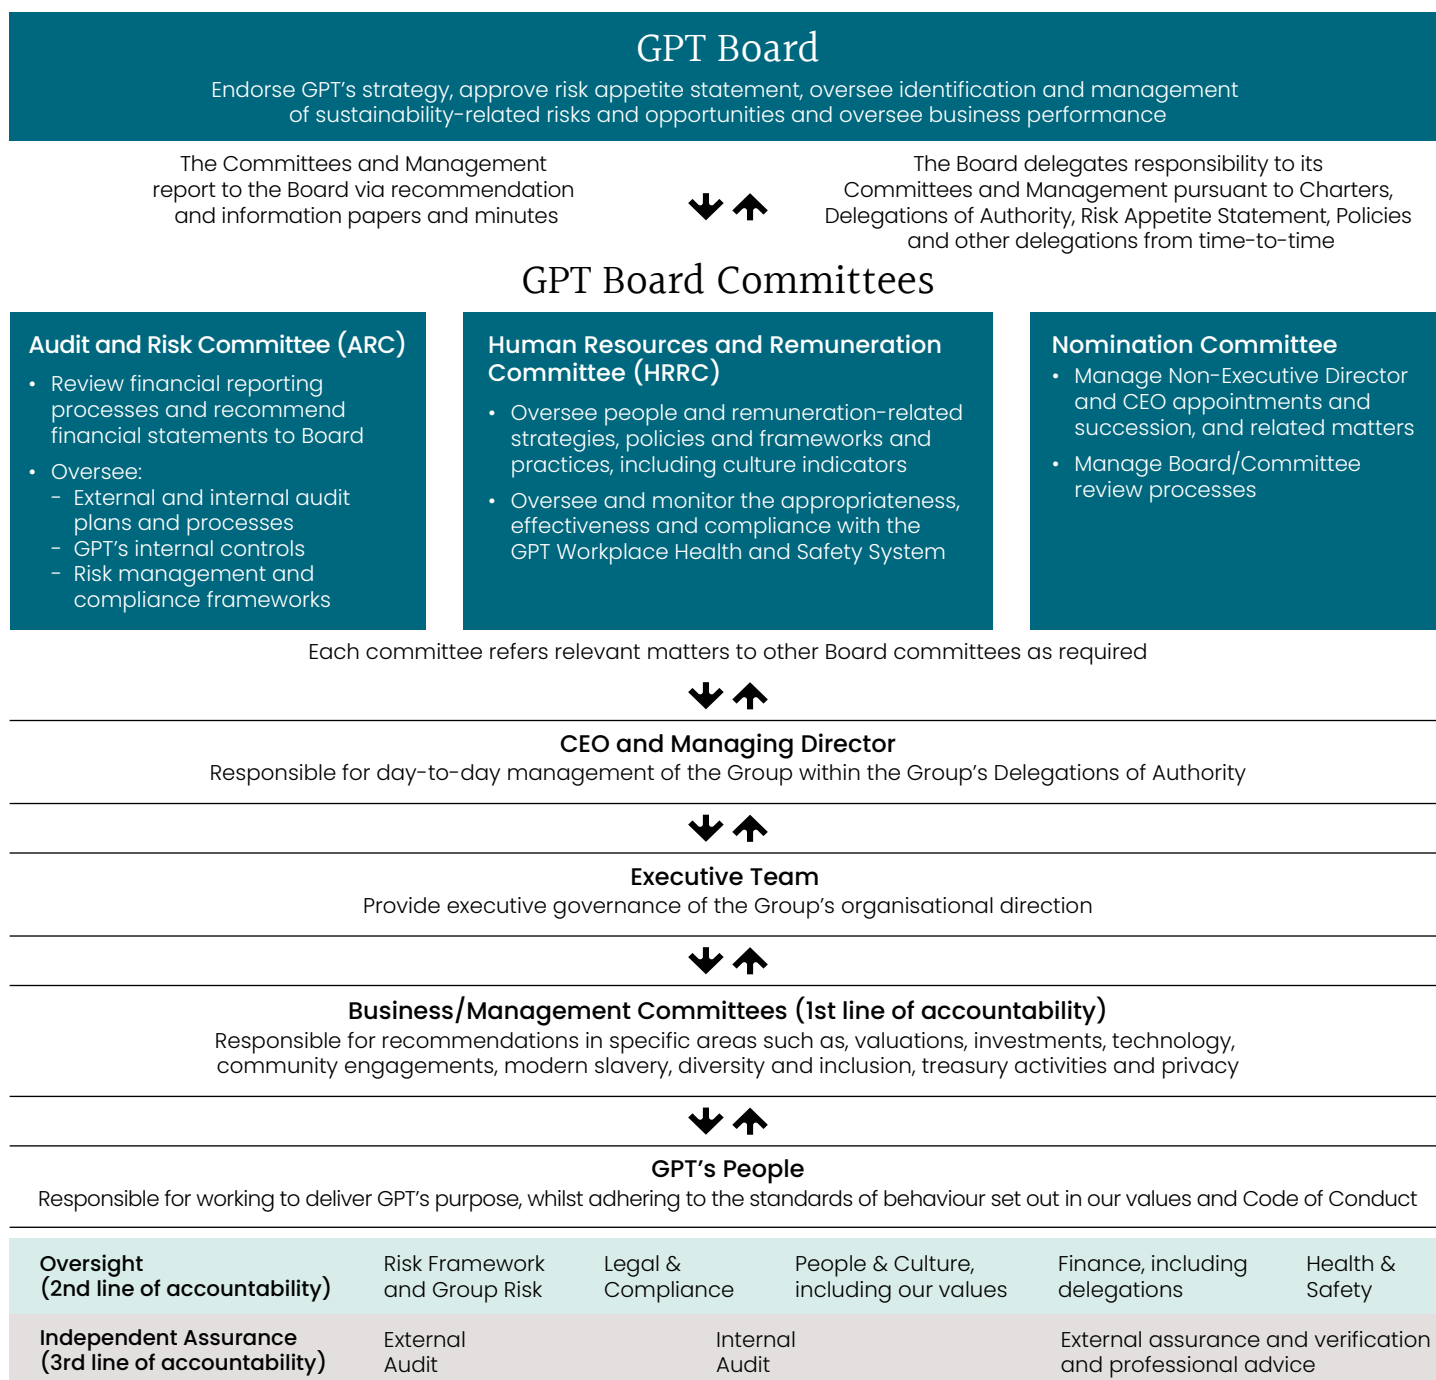 GPT Board
Endorse GPT's strategy, approve risk appetite statement, oversee identification and management
of sustainability-related risks and opportunities and oversee business performance
The Committees and Management
report to the Board via recommendation
and information papers and minutes
The Board delegates responsibility to its
Committees and Management pursuant to Charters,
Delegations of Authority, Risk Appetite Statement, Policies
and other delegations from time-to-time
GPT Board Committees
Audit and Risk Committee (ARC)
• Review financial reporting
processes and recommend
financial statements to Board
• Oversee:
- External and internal audit
plans and processes
- GPT's internal controls
- Risk management and
compliance frameworks
Human Resources and Remuneration
Committee (HRRC)
• Oversee people and remuneration-related
strategies, policies and frameworks and
practices, including culture indicators
• Oversee and monitor the appropriateness,
effectiveness and compliance with the
GPT Workplace Health and Safety System
Nomination Committee
• Manage Non-Executive Director
and CEO appointments and
succession, and related matters
• Manage Board/Committee
review processes
Each committee refers relevant matters to other Board committees as required
CEO and Managing Director
Responsible for day-to-day management of the Group within the Group's Delegations of Authority
Executive Team
Provide executive governance of the Group's organisational direction
Business/Management Committees (1st line of accountability)
Responsible for recommendations in specific areas such as, valuations, investments, technology,
community engagements, modern slavery, diversity and inclusion, treasury activities and privacy
GPT's People
Responsible for working to deliver GPT's purpose, whilst adhering to the standards of behaviour set out in our values and Code of Conduct
Oversight
(2nd line of accountability)
Risk Framework
and Group Risk
Legal &
Compliance
People & Culture,
including our values
Finance, including
delegations
Health &
Safety
Independent Assurance
(3rd line of accountability)
External
Audit
Internal
Audit
External assurance and verification
and professional advice